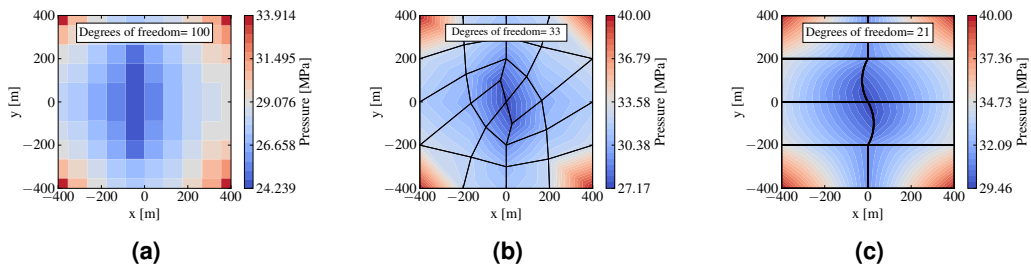 400
200
0
−200
−400
−400 −200 0 200 400
y [m]
x [m]
Degrees of freedom= 100
33.914
31.495
29.076
26.658
24.239
Pressure [MPa]
(a)
400
200
0
−200
−400
−400 −200 0 200 400
y [m]
x [m]
Degrees of freedom= 33
40.00
36.79
33.58
30.38
27.17
Pressure [MPa]
(b)
400
200
0
−200
−400
−400 −200 0 200 400
y [m]
x [m]
Degrees of freedom= 21
40.00
37.36
34.73
32.09
29.46
Pressure [MPa]
(c)